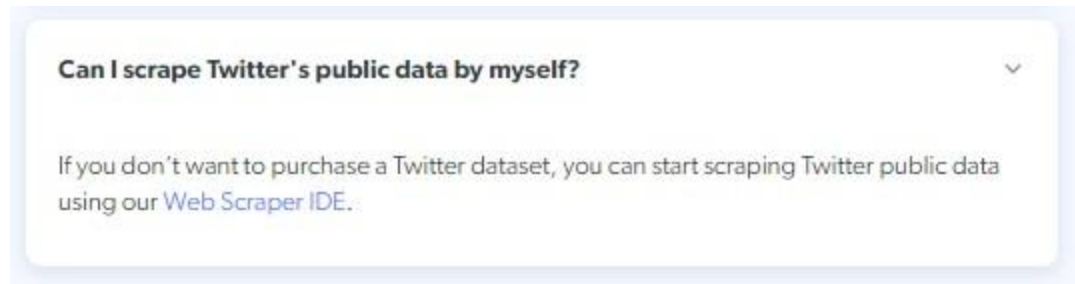 Can I scrape Twitter's public data by myself?
If you don't want to purchase a Twitter dataset, you can start scraping Twitter public data
using our Web Scraper IDE.